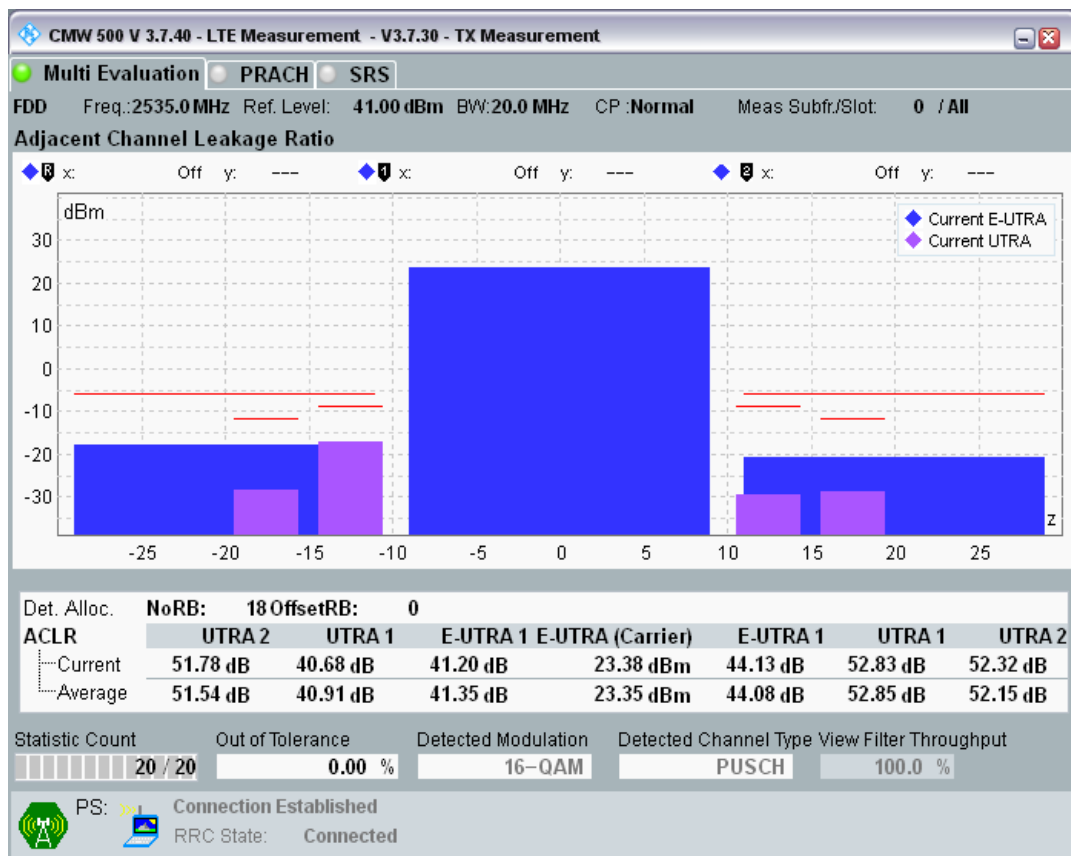 CMW 500 V 3.7.40 - LTE Measurement - V3.7.30 - TX Measurement
Multi Evaluation PRACH SRS
FDD Freq.:2535.0 MHz Ref. Level: 41.00 dBm BW:20.0 MHz CP :Normal Meas Subfr./Slot: 0 / All
Adjacent Channel Leakage Ratio
R x: Off y: --- 1 x: Off y: --- 2 x: Off y: ---
dBm
Current E-UTRA
Current UTRA
30
20
10
0
-10
-20
-30
z
-25 -20 -15 -10 -5 0 5 10 15 20 25
Det. Alloc. NoRB: 18 OffsetRB: 0
ACLR UTRA 2 UTRA 1 E-UTRA 1 E-UTRA (Carrier) E-UTRA 1 UTRA 1 UTRA 2
Current 51.78 dB 40.68 dB 41.20 dB 23.38 dBm 44.13 dB 52.83 dB 52.32 dB
Average 51.54 dB 40.91 dB 41.35 dB 23.35 dBm 44.08 dB 52.85 dB 52.15 dB
Statistic Count Out of Tolerance Detected Modulation Detected Channel Type View Filter Throughput
20 / 20 0.00 % 16-QAM PUSCH 100.0 %
PS: Connection Established
RRC State: Connected